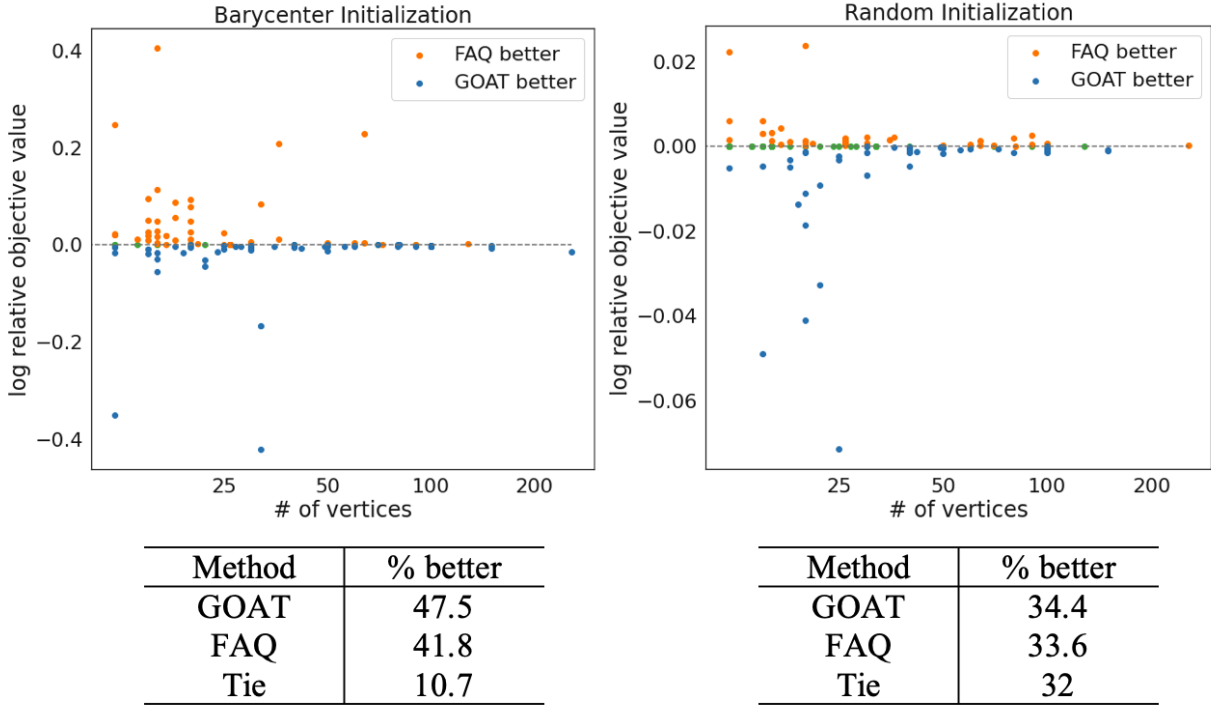 Barycenter Initialization
0.4
0.2
0.0
−0.2
−0.4
log relative objective value
FAQ better
GOAT better
25 50 100 200
# of vertices
Random Initialization
0.02
0.00
−0.02
−0.04
−0.06
log relative objective value
FAQ better
GOAT better
25 50 100 200
# of vertices
Method % better
GOAT 47.5
FAQ 41.8
Tie 10.7
Method % better
GOAT 34.4
FAQ 33.6
Tie 32